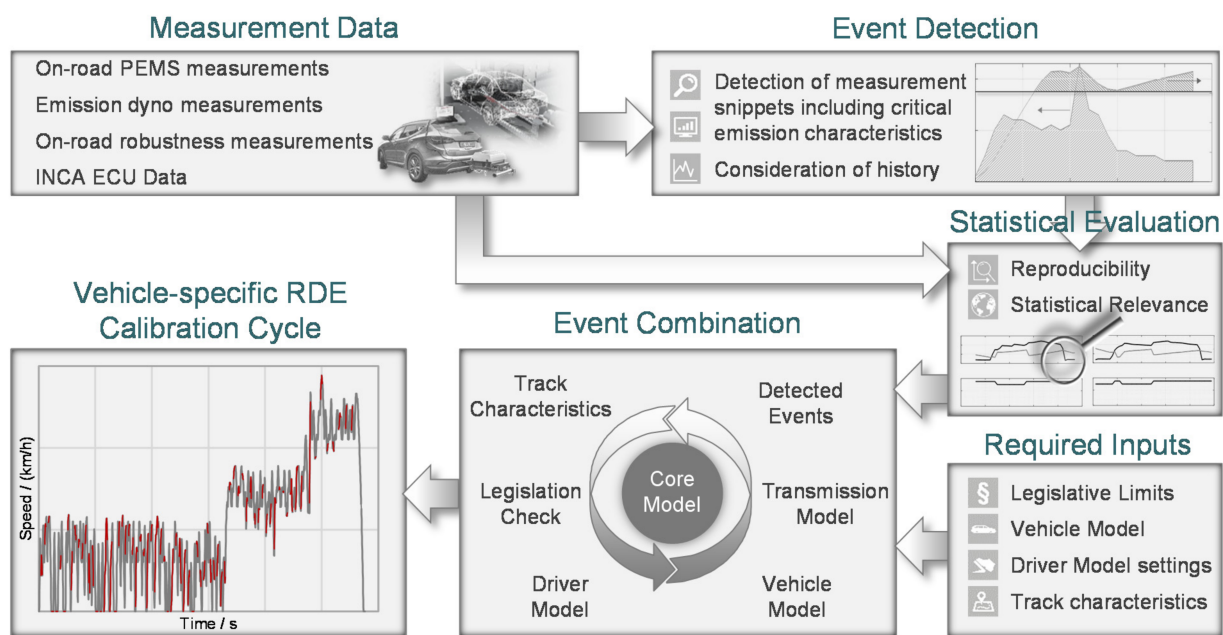 Measurement Data
On-road PEMS measurements
Emission dyno measurements
On-road robustness measurements
INCA ECU Data
Event Detection
Detection of measurement
snippets including critical
emission characteristics
Consideration of history
Statistical Evaluation
Reproducibility
Statistical Relevance
Vehicle-specific RDE
Calibration Cycle
Speed / (km/h)
Time / s
Event Combination
Track
Characteristics
Detected
Events
Legislation
Check
Core
Model
Transmission
Model
Driver
Model
Vehicle
Model
Required Inputs
§
Legislative Limits
Vehicle Model
Driver Model settings
Track characteristics